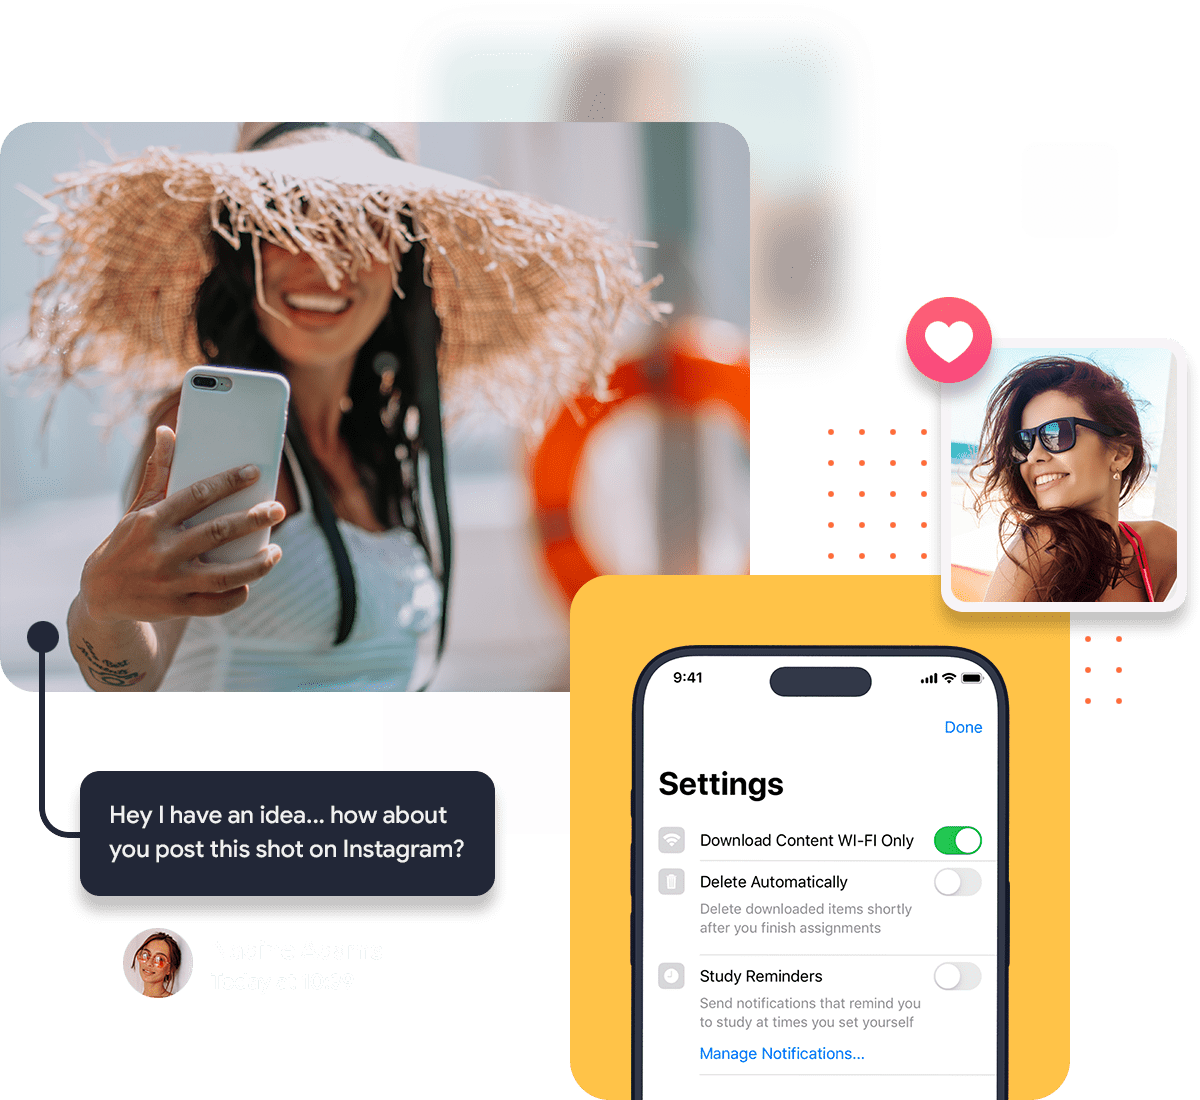 Hey I have an idea... how about
you post this shot on Instagram?
9:41
Done
Settings
Download Content WI-FI Only
Delete Automatically
Delete downloaded items shortly
after you finish assignments
Study Reminders
Send notifications that remind you
to study at times you set yourself
Manage Notifications...